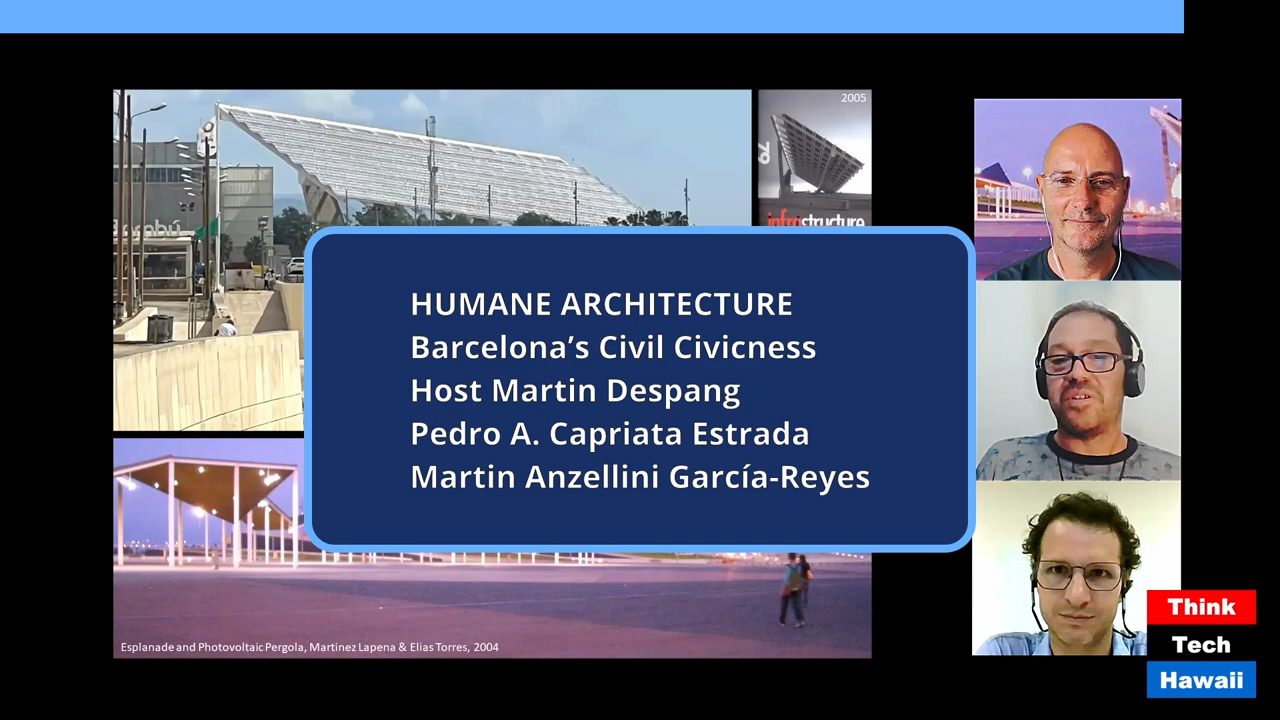 2005
62
infrastructure
HUMANE ARCHITECTURE
Barcelona’s Civil Civicness
Host Martin Despang
Pedro A. Capriata Estrada
Martin Anzellini García-Reyes
Esplanade and Photovoltaic Pergola, Martinez Lapena & Elias Torres, 2004
Think
Tech
Hawaii